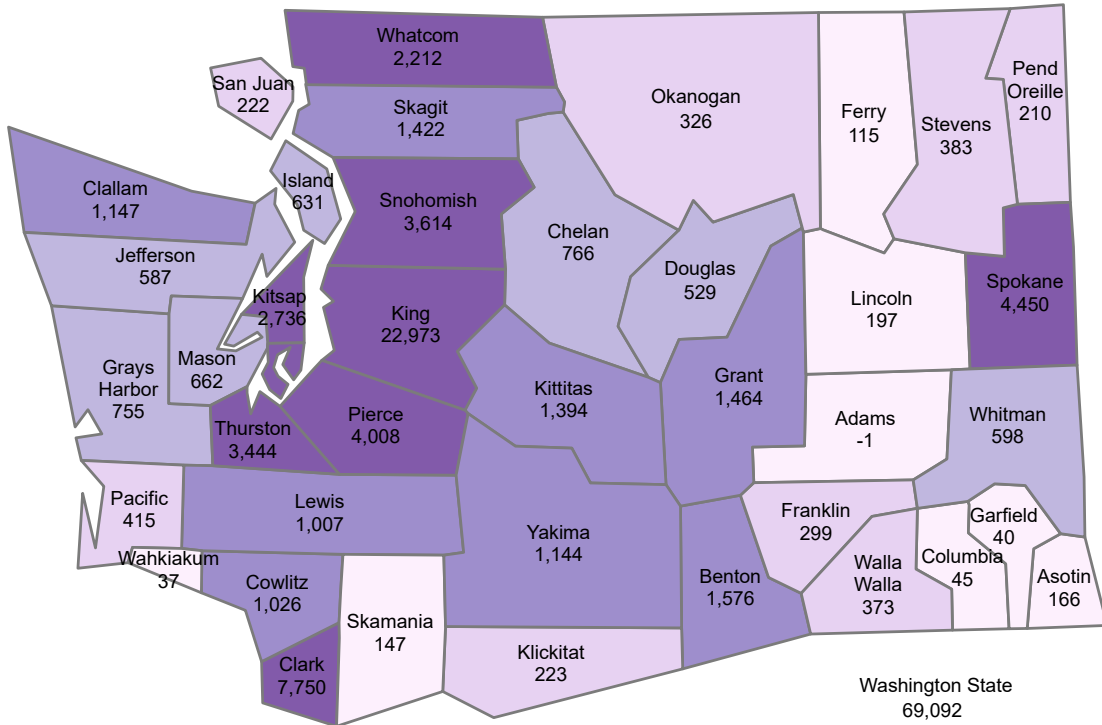 Whatcom
2,212
San Juan
222
Skagit
1,422
Okanogan
326
Ferry
115
Stevens
383
Pend
Oreille
210
Clallam
1,147
Island
631
Snohomish
3,614
Chelan
766
Jefferson
587
Douglas
529
Kitsap
2,736
King
22,973
Lincoln
197
Spokane
4,450
Grays
Harbor
755
Mason
662
Kittitas
1,394
Grant
1,464
Adams
-1
Whitman
598
Thurston
3,444
Pierce
4,008
Pacific
415
Lewis
1,007
Yakima
1,144
Franklin
299
Garfield
40
Wahkiakum
37
Cowlitz
1,026
Benton
1,576
Walla
Walla
373
Columbia
45
Asotin
166
Skamania
147
Klickitat
223
Clark
7,750
Washington State
69,092